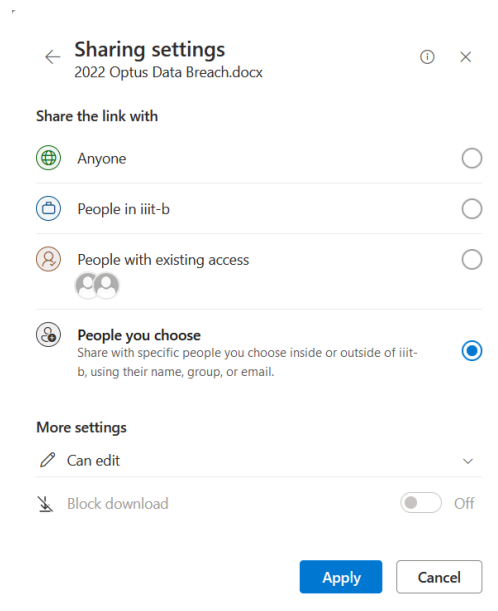 Sharing settings
2022 Optus Data Breach.docx
Share the link with
Anyone
People in iiit-b
People with existing access
People you choose
Share with specific people you choose inside or outside of iiit-
b, using their name, group, or email.
More settings
Can edit
Block download Off
Apply Cancel